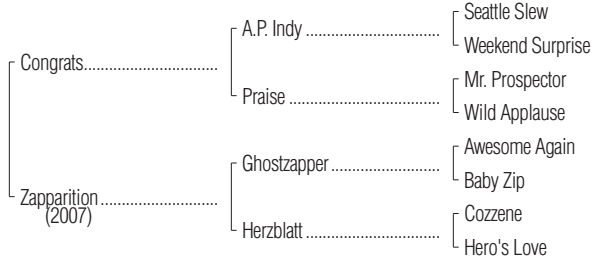 Seattle Slew
A.P. Indy
Weekend Surprise
Congrats
Mr. Prospector
Praise
Wild Applause
Awesome Again
Ghostzapper
Baby Zip
Zapparition
(2007)
Cozzene
Herzblatt
Hero's Love